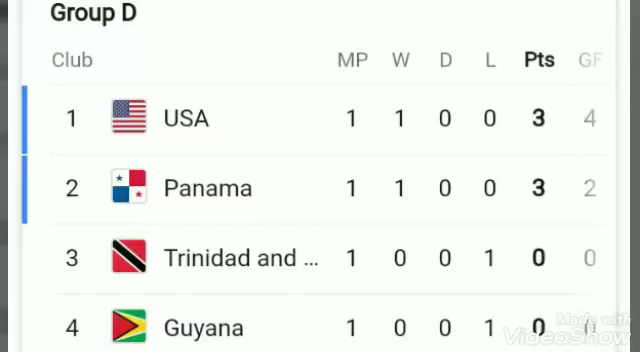 Group D
Club MP W D L Pts GF
1 USA 1 1 0 0 3 4
2 Panama 1 1 0 0 3 2
3 Trinidad and ... 1 0 0 1 0 0
4 Guyana 1 0 0 1 0 0
Made with
VideoShow